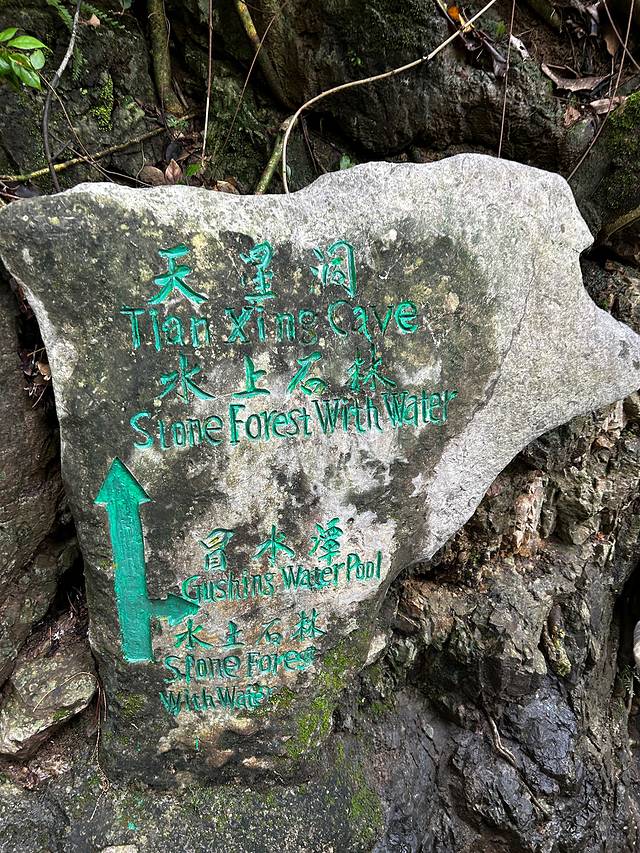 天星洞
Tian Xing Cave
水上石林
Stone Forest With Water
冒水潭
Gushing Water Pool
水上石林
Stone Forest
With Water